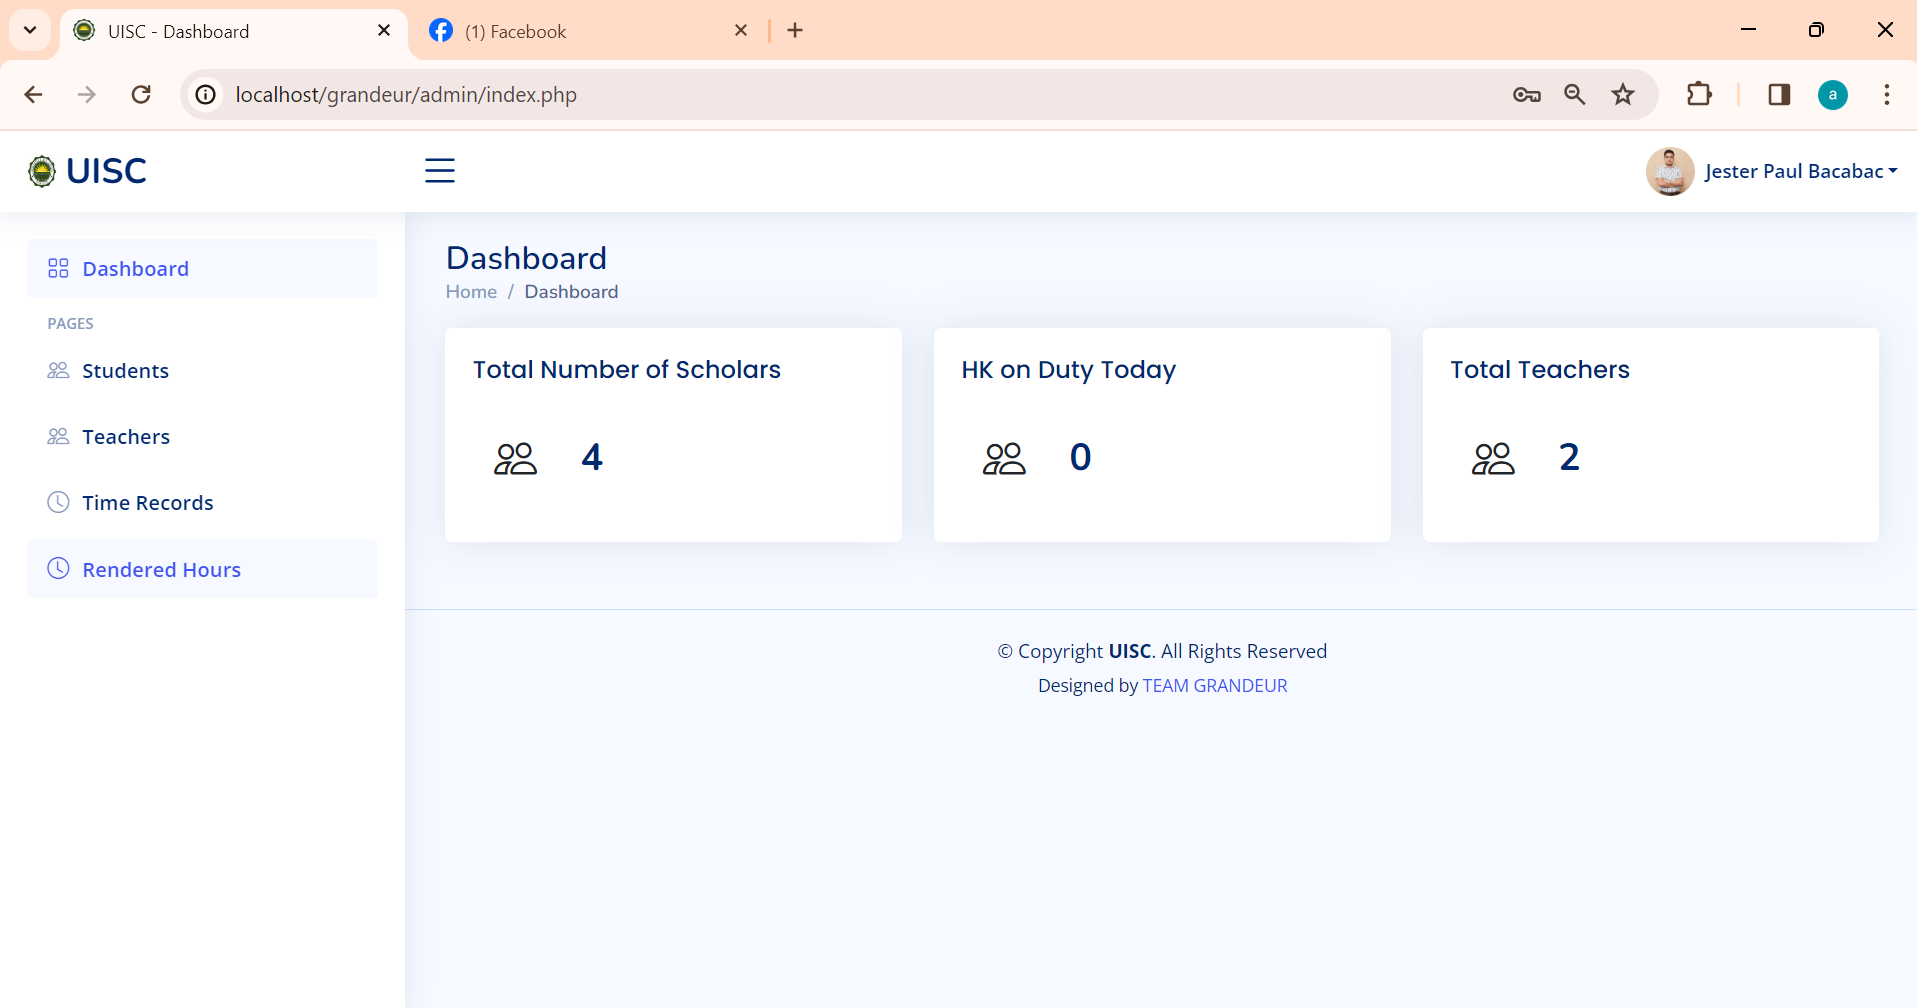 UISC - Dashboard
(1) Facebook
localhost/grandeur/admin/index.php
a
UISC
Jester Paul Bacabac
Dashboard
PAGES
Students
Teachers
Time Records
Rendered Hours
Dashboard
Home / Dashboard
Total Number of Scholars
4
HK on Duty Today
0
Total Teachers
2
© Copyright UISC. All Rights Reserved
Designed by TEAM GRANDEUR